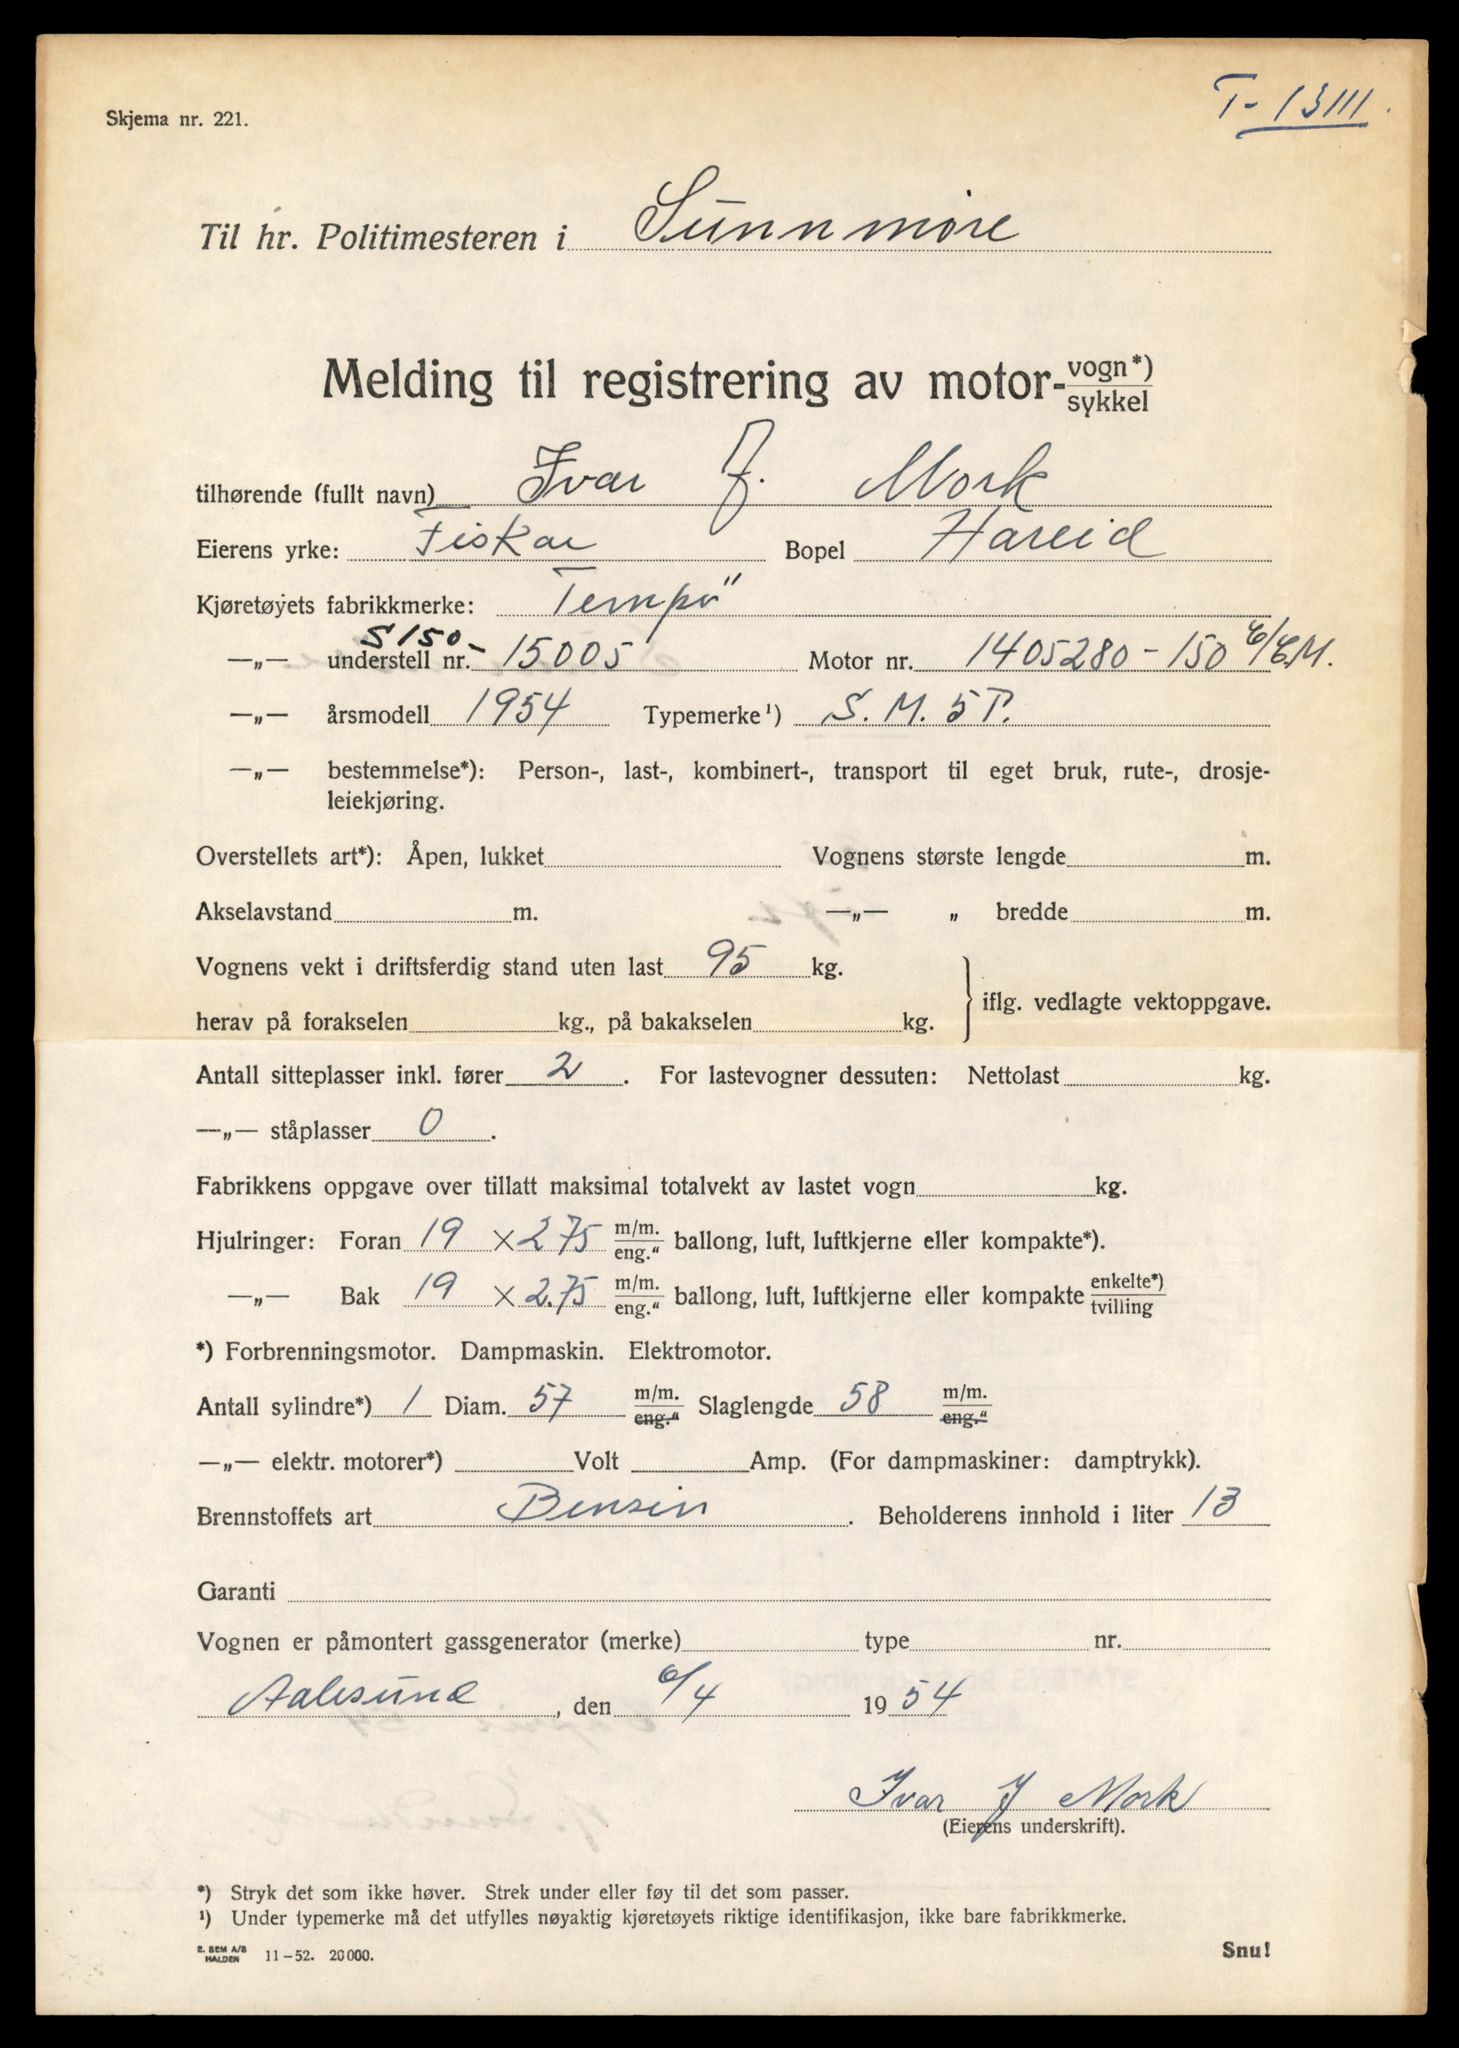 T-13111.
Skjema nr. 221.
Til hr. Politimesteren i Sunnmøre
Melding til registrering av motor-vogn*)
sykkel
tilhørende (fullt navn) Ivar J. Mork
Eierens yrke: Fiskar Bopel Hareid
Kjøretøyets fabrikkmerke: Tempo"
S 150-
—„— understell nr. 15005 Motor nr. 1405280-150
—„— årsmodell 1954 Typemerke¹) S. M. 5 P.
—„— bestemmelse*): Person-, last-, kombinert-, transport til eget bruk, rute-, drosje-
leiekjøring.
Overstellets art*): Åpen, lukket Vognens største lengde m.
Akselavstand m. —„— „ bredde m.
Vognens vekt i driftsferdig stand uten last 95 kg.
iflg. vedlagte vektoppgave.
herav på forakselen kg., på bakakselen kg.
Antall sitteplasser inkl. fører 2. For lastevogner dessuten: Nettolast kg.
—„— ståplasser 0.
Fabrikkens oppgave over tillatt maksimal totalvekt av lastet vogn kg.
Hjulringer: Foran 19 × 2.75 m/m. eng." ballong, luft, luftkjerne eller kompakte*).
—„— Bak 19 × 2.75 m/m. eng." ballong, luft, luftkjerne eller kompakte enkelte*) tvilling
*) Forbrenningsmotor. Dampmaskin. Elektromotor.
Antall sylindre*) 1 Diam. 57 m/m. eng." Slaglengde 58 m/m. eng."
—„— elektr. motorer*) Volt Amp. (For dampmaskiner: damptrykk).
Brennstoffets art Bensin. Beholderens innhold i liter 13
Garanti
Vognen er påmontert gassgenerator (merke) type nr.
Aalesund, den 6/4 1954
Ivar J Mork
(Eierens underskrift).
*) Stryk det som ikke høver. Strek under eller føy til det som passer.
¹) Under typemerke må det utfylles nøyaktig kjøretøyets riktige identifikasjon, ikke bare fabrikkmerke.
E. SEM A/S
HALDEN 11-52. 20000. Snu!